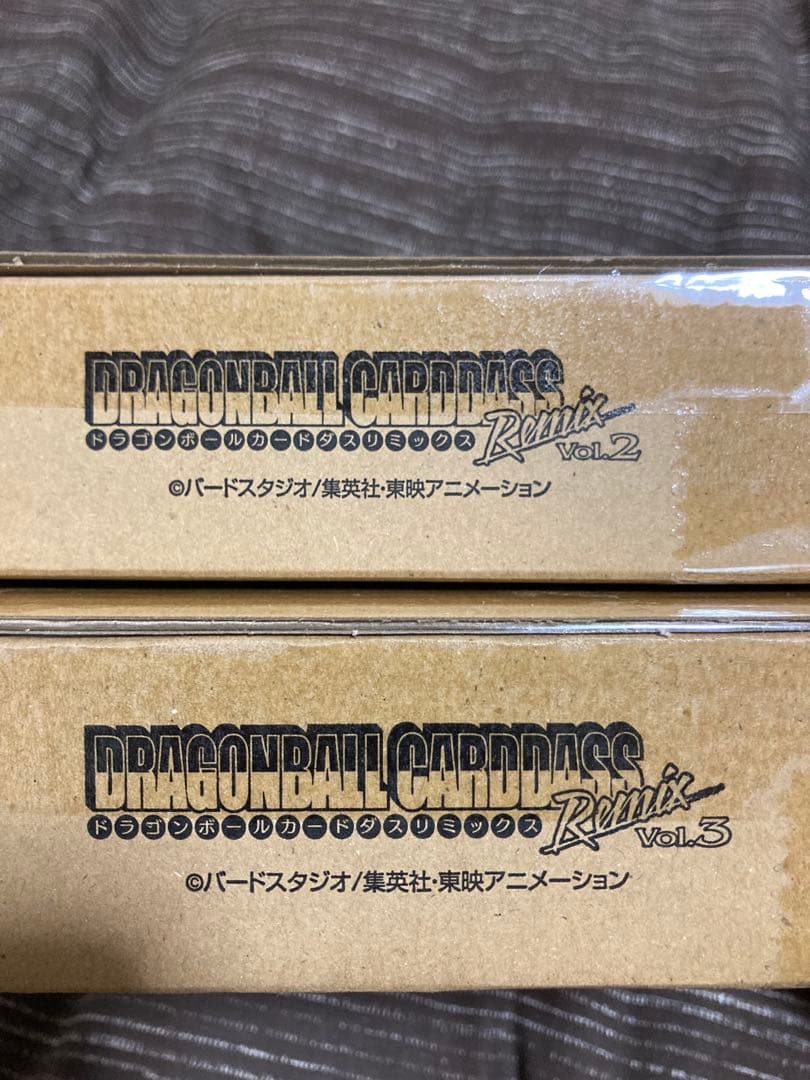 DRAGONBALL CARDDASS
ドラゴンボールカードダスリミックス Remix
Vol.2
©バードスタジオ/集英社・東映アニメーション
DRAGONBALL CARDDASS
ドラゴンボールカードダスリミックス Remix
Vol.3
©バードスタジオ/集英社・東映アニメーション